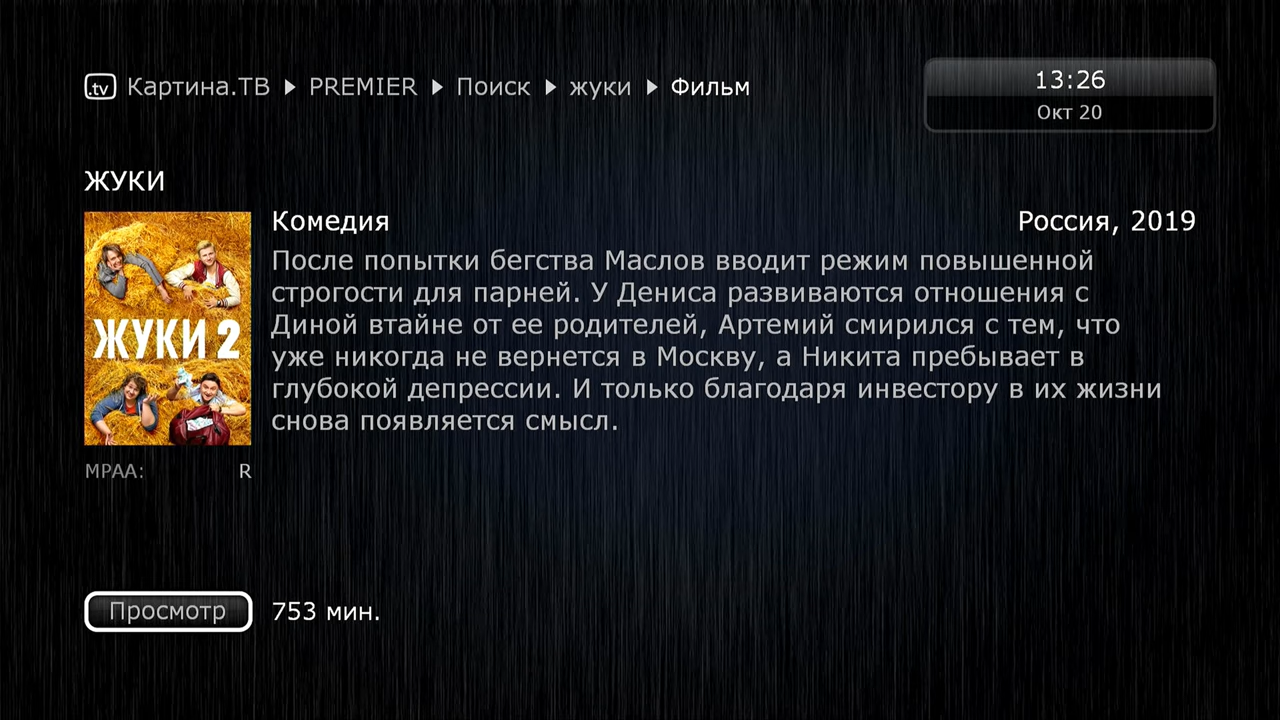 .tv Картина.ТВ PREMIER Поиск жуки Фильм
13:26
Окт 20
ЖУКИ
Комедия
Россия, 2019
После попытки бегства Маслов вводит режим повышенной
строгости для парней. У Дениса развиваются отношения с
Диной втайне от ее родителей, Артемий смирился с тем, что
уже никогда не вернется в Москву, а Никита пребывает в
глубокой депрессии. И только благодаря инвестору в их жизни
снова появляется смысл.
ЖУКИ 2
MPAA: R
Просмотр 753 мин.